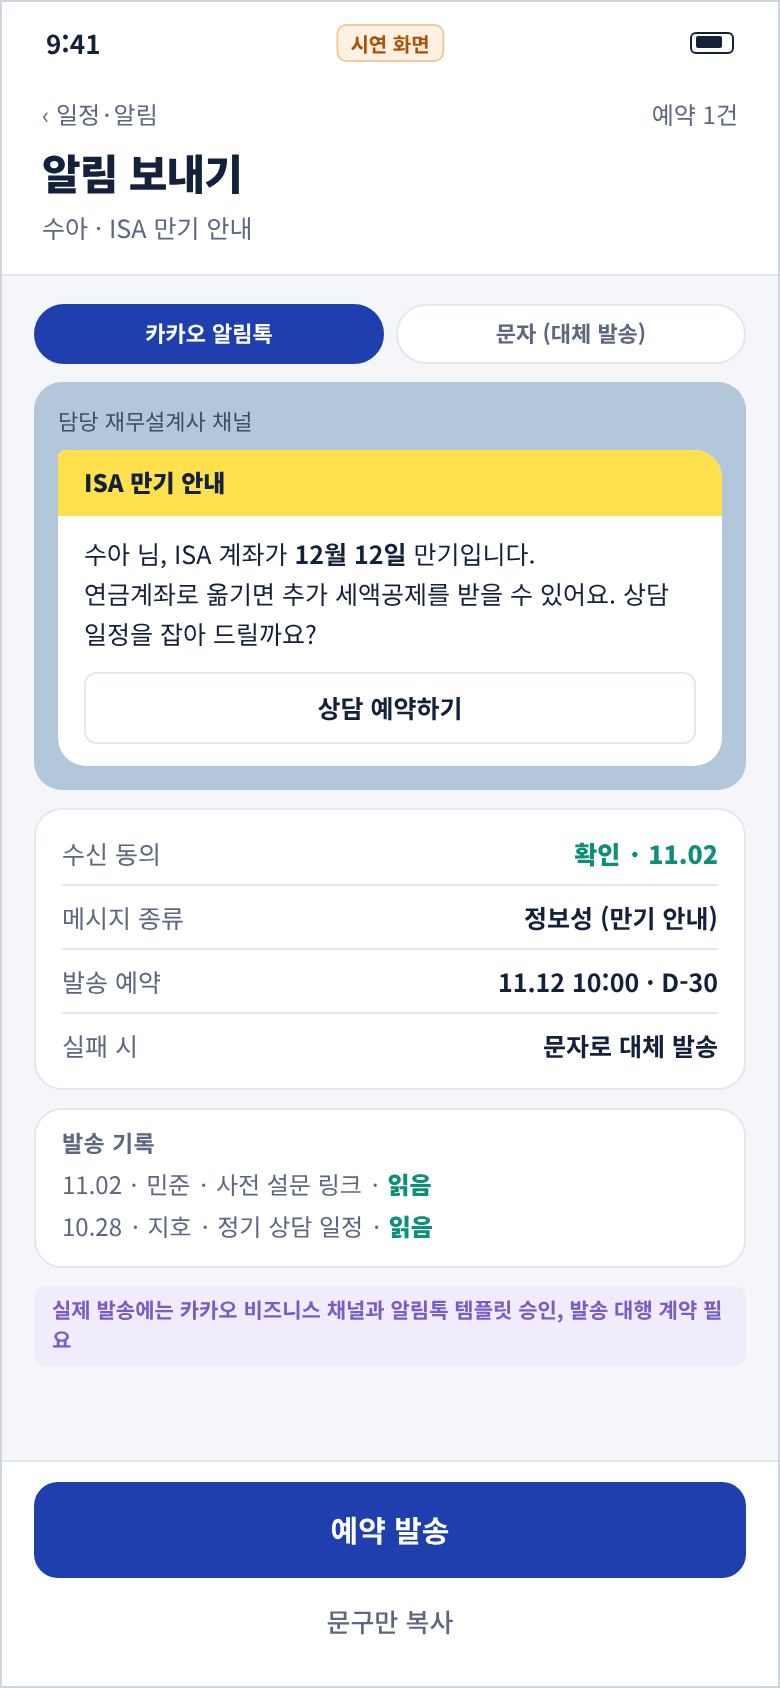 9:41
시연 화면
‹ 일정·알림
예약 1건
알림 보내기
수아 · ISA 만기 안내
카카오 알림톡
문자 (대체 발송)
담당 재무설계사 채널
ISA 만기 안내
수아 님, ISA 계좌가 12월 12일 만기입니다.
연금계좌로 옮기면 추가 세액공제를 받을 수 있어요. 상담
일정을 잡아 드릴까요?
상담 예약하기
수신 동의
확인 · 11.02
메시지 종류
정보성 (만기 안내)
발송 예약
11.12 10:00 · D-30
실패 시
문자로 대체 발송
발송 기록
11.02 · 민준 · 사전 설문 링크 · 읽음
10.28 · 지호 · 정기 상담 일정 · 읽음
실제 발송에는 카카오 비즈니스 채널과 알림톡 템플릿 승인, 발송 대행 계약 필
요
예약 발송
문구만 복사